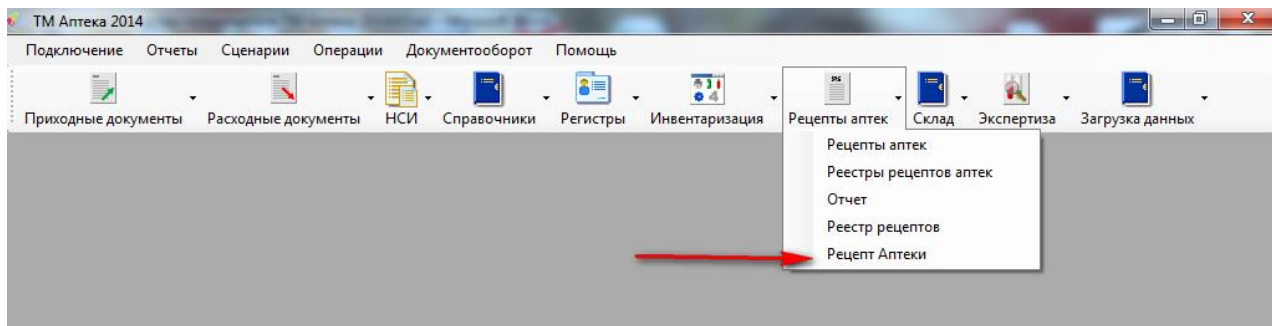 ТМ Аптека 2014
Подключение Отчеты Сценарии Операции Документооборот Помощь
Приходные документы Расходные документы НСИ Справочники Регистры Инвентаризация Рецепты аптек Склад Экспертиза Загрузка данных
Рецепты аптек
Реестры рецептов аптек
Отчет
Реестр рецептов
Рецепт Аптеки